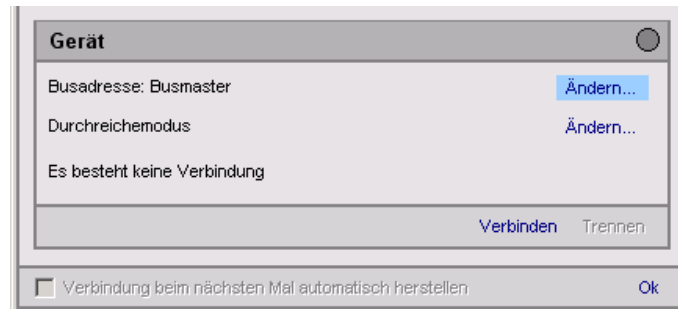 Gerät
Busadresse: Busmaster Ändern...
Durchreichemodus Ändern...
Es besteht keine Verbindung
Verbinden Trennen
Verbindung beim nächsten Mal automatisch herstellen Ok